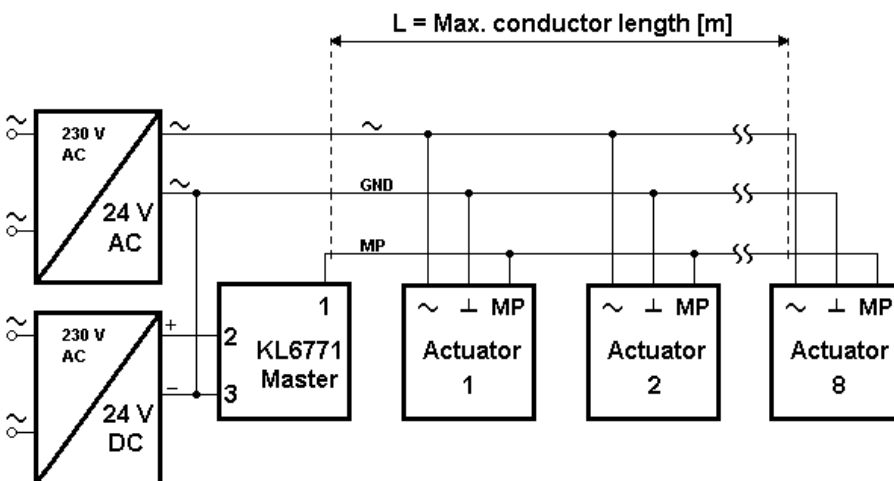 L = Max. conductor length [m]
230 V
AC
24 V
AC
~
~
~
~
~
GND
MP
230 V
AC
24 V
DC
~
~
+
–
1
2
3
KL6771
Master
~ ⊥ MP
Actuator
1
~ ⊥ MP
Actuator
2
~ ⊥ MP
Actuator
8